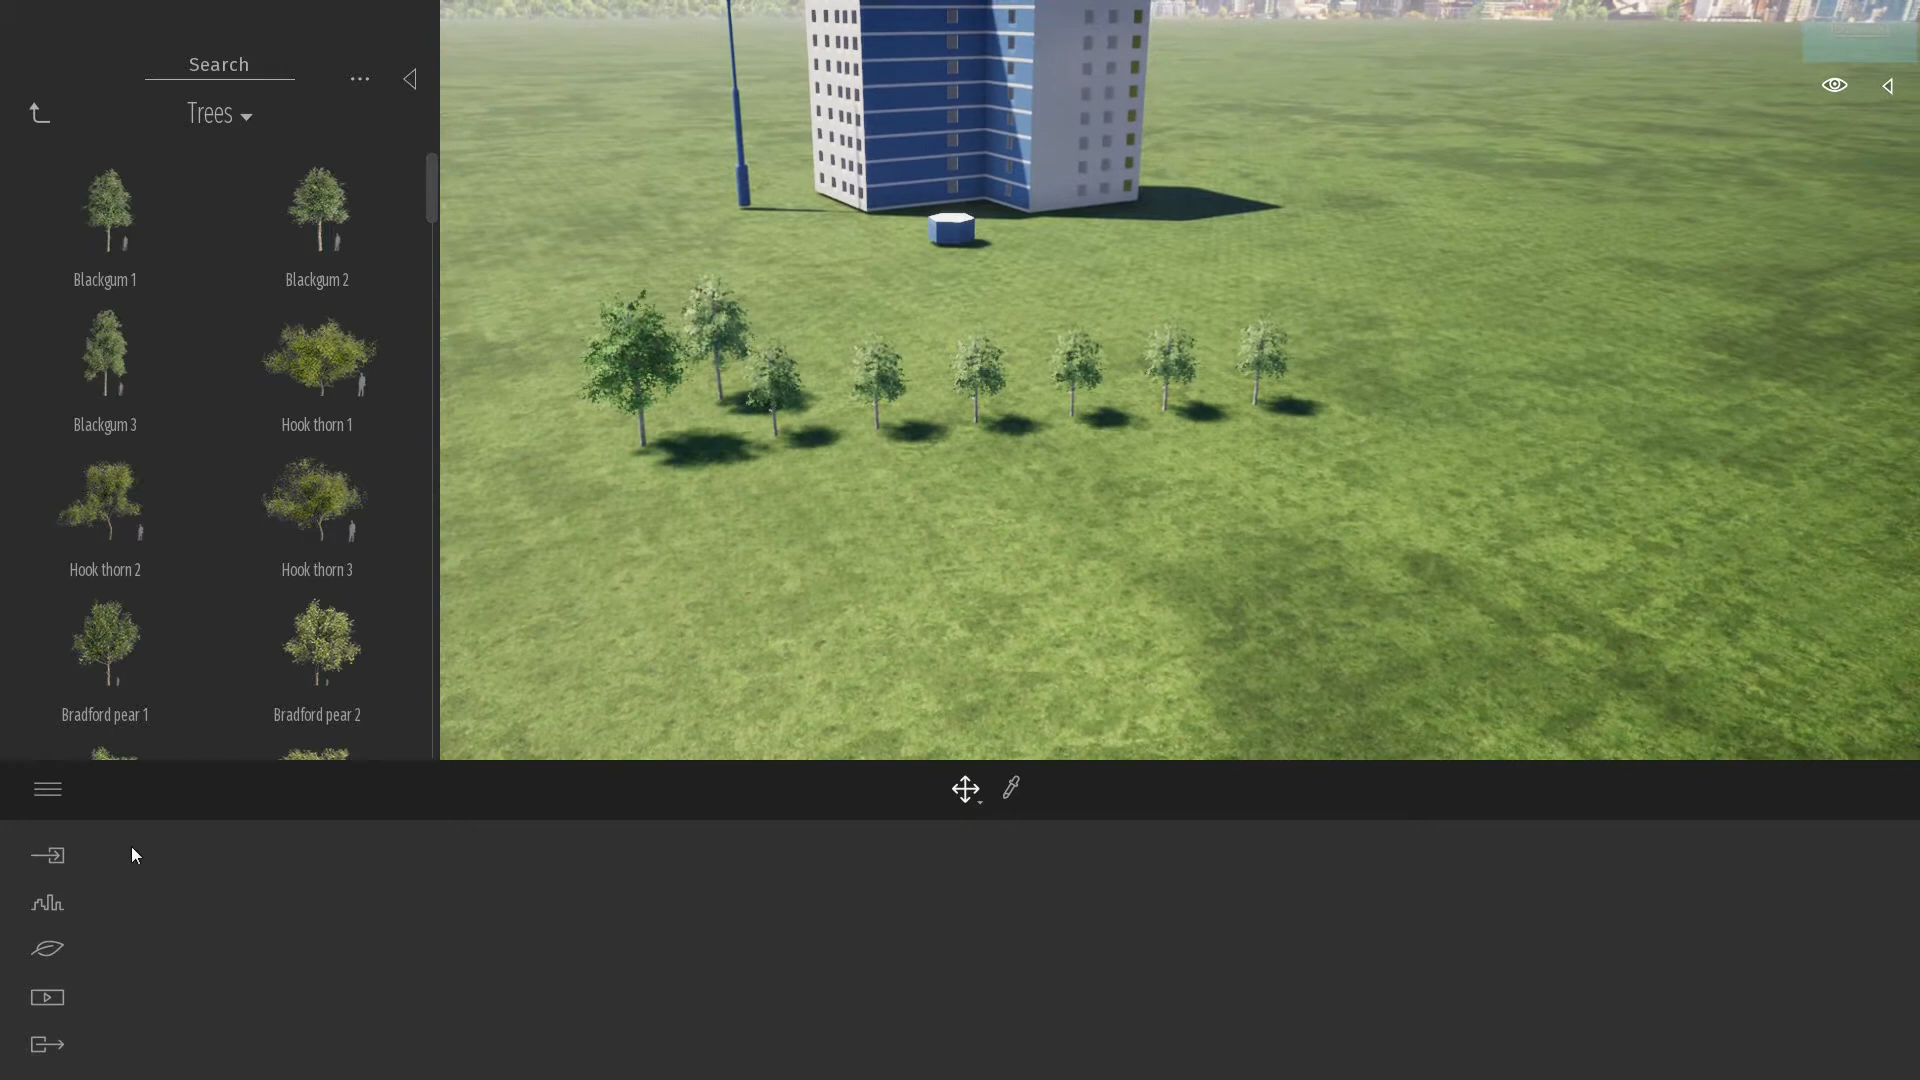 Search
Trees
Blackgum 1
Blackgum 2
Blackgum 3
Hook thorn 1
Hook thorn 2
Hook thorn 3
Bradford pear 1
Bradford pear 2